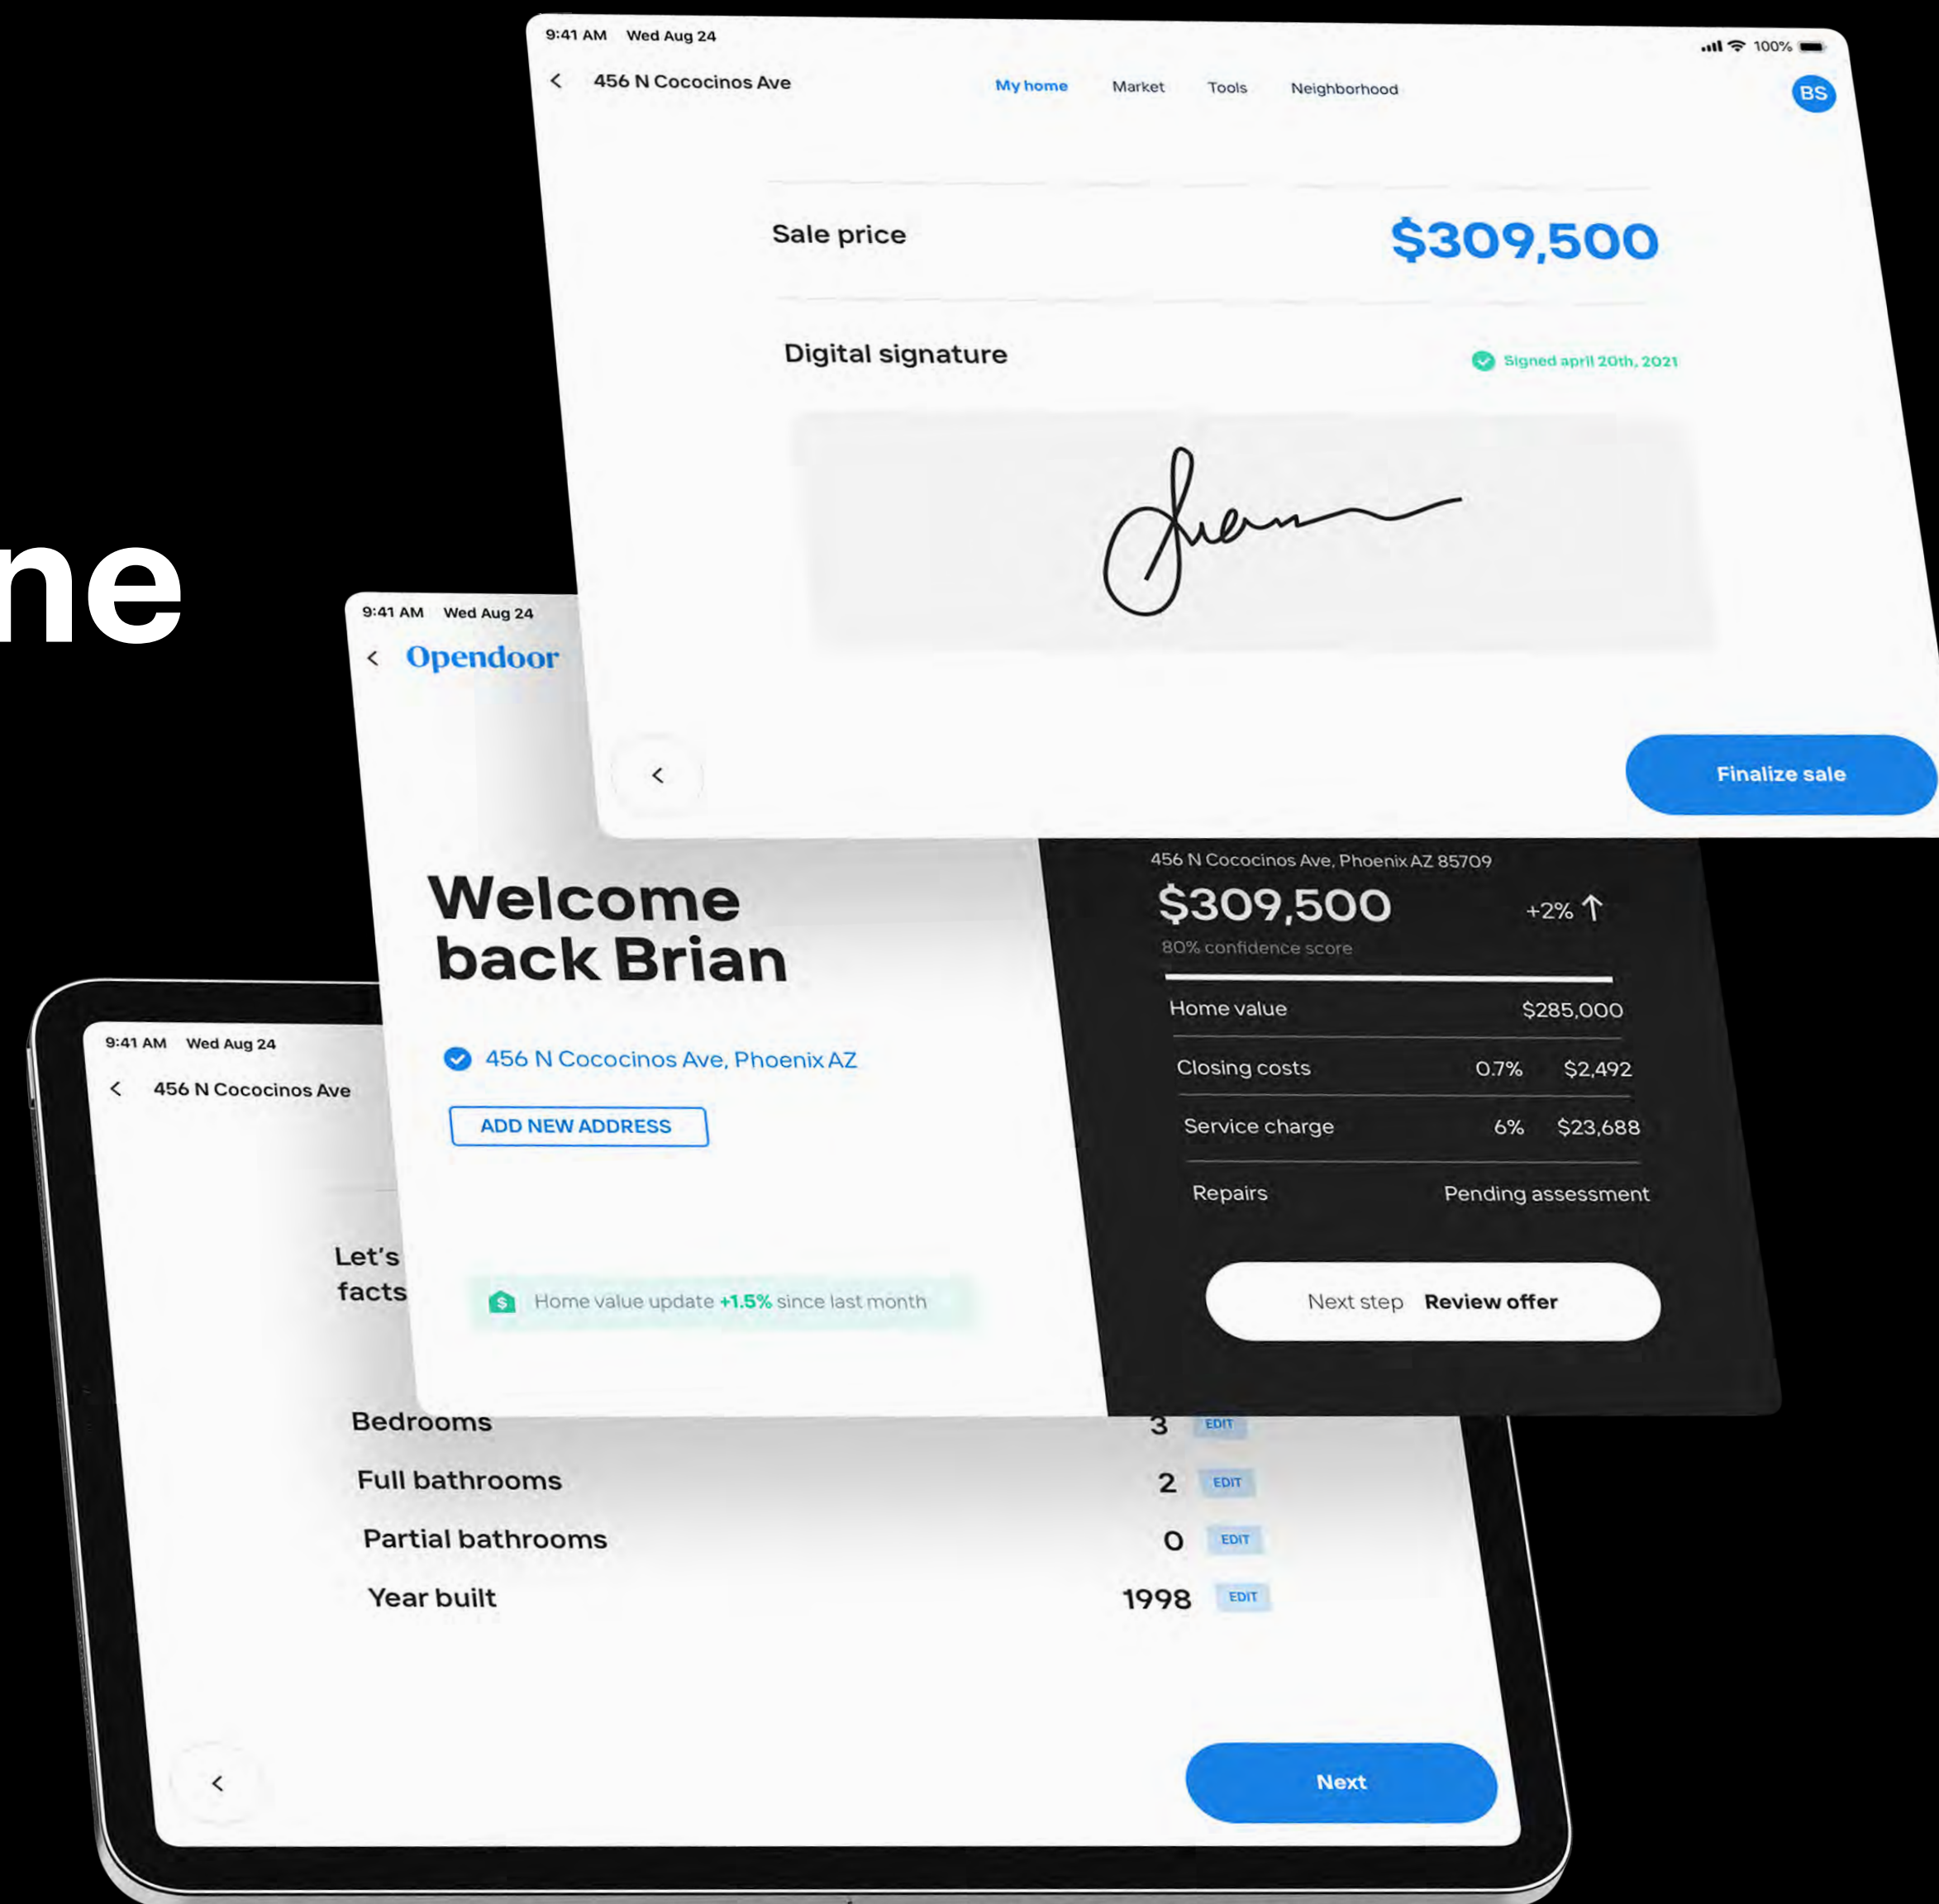 9:41 AM Wed Aug 24
100%
456 N Cococinos Ave
My home Market Tools Neighborhood
BS
Sale price $309,500
Digital signature Signed april 20th, 2021
Finalize sale
ne
9:41 AM Wed Aug 24
Opendoor
Welcome
back Brian
456 N Cococinos Ave, Phoenix AZ
ADD NEW ADDRESS
Home value update +1.5% since last month
456 N Cococinos Ave, Phoenix AZ 85709
$309,500 +2%
80% confidence score
Home value $285,000
Closing costs 0.7% $2,492
Service charge 6% $23,688
Repairs Pending assessment
Next step Review offer
9:41 AM Wed Aug 24
456 N Cococinos Ave
Let's
facts
Bedrooms 3 EDIT
Full bathrooms 2 EDIT
Partial bathrooms 0 EDIT
Year built 1998 EDIT
Next